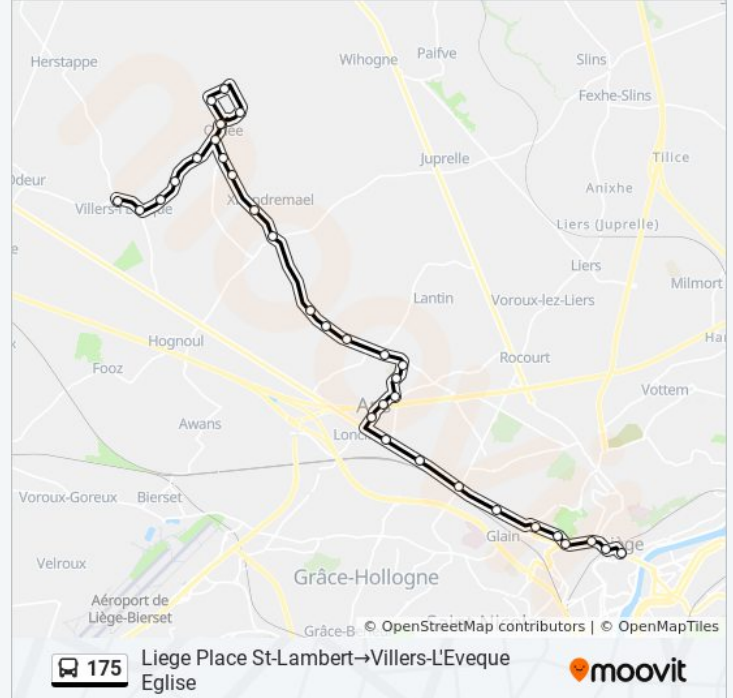 Herstappe
Wihogne
Paifve
Slins
Fexhe-Slins
Juprelle
Tilice
Anixhe
Villers-l'Évêque
Xhendremael
Liers (Juprelle)
Liers
Milmort
Lantin
Voroux-lez-Liers
Hognoul
Fooz
Rocourt
Vottem
Awans
Voroux-Goreux
Bierset
Glain
Velroux
Grâce-Hollogne
Aéroport de
Liège-Bierset
© OpenStreetMap contributors | © OpenMapTiles
175
Liege Place St-Lambert→Villers-L'Eveque
Eglise
moovit